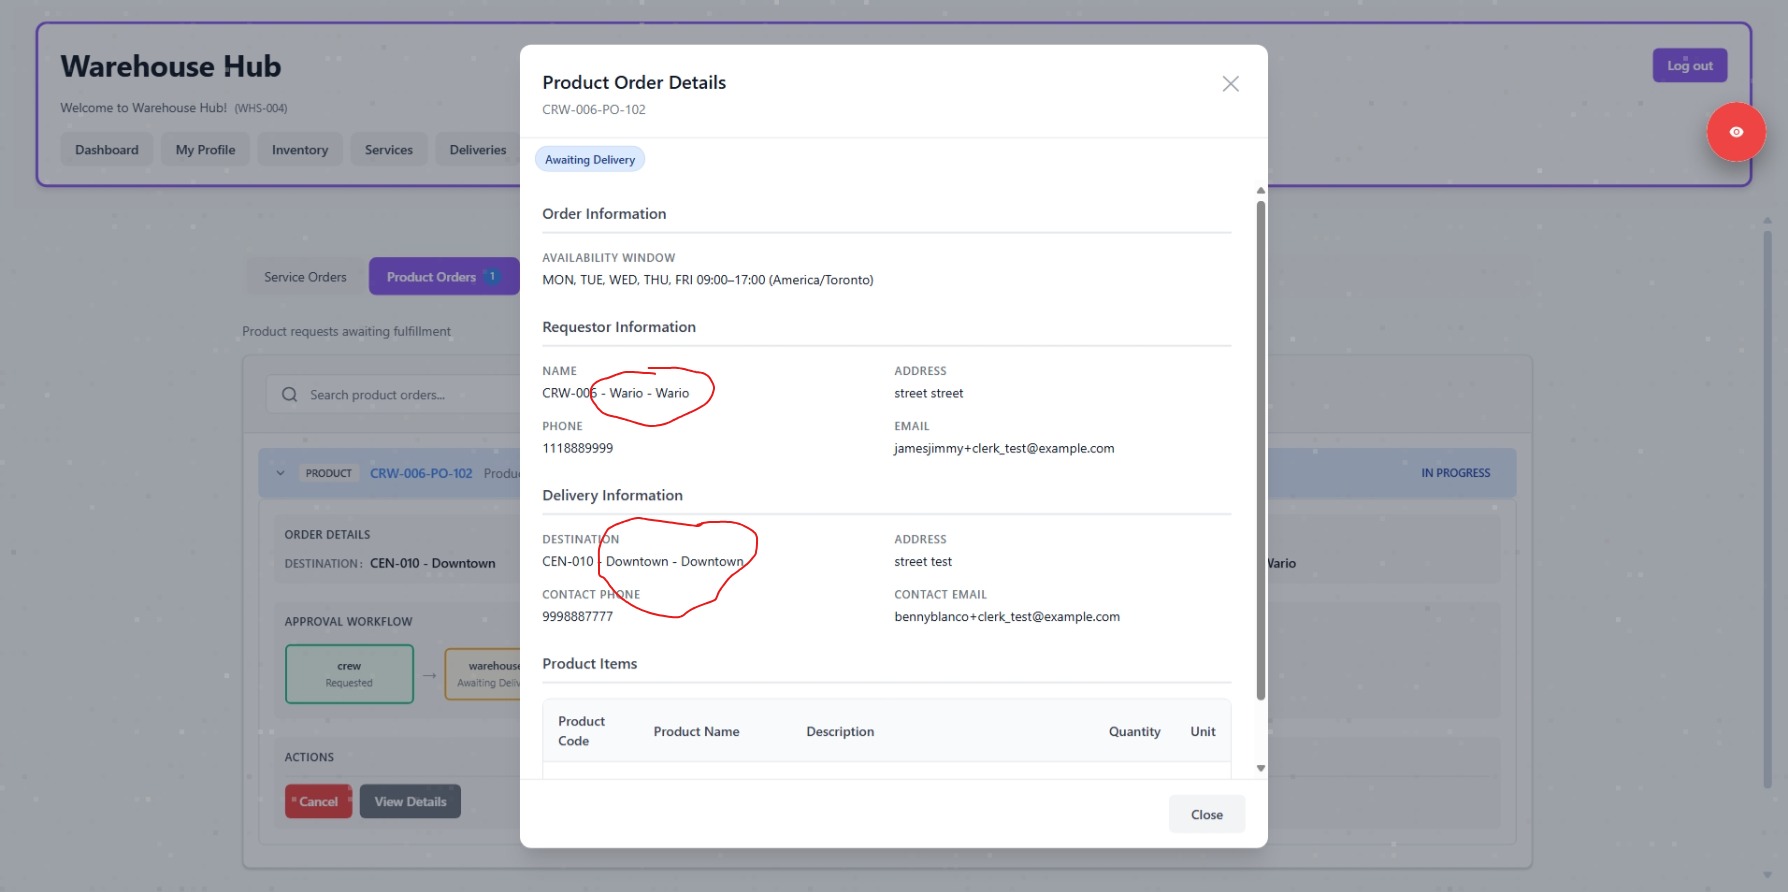 Warehouse Hub
Welcome to Warehouse Hub! (WHS-004)
Dashboard
My Profile
Inventory
Services
Deliveries
Log out
Service Orders
Product Orders 1
Product requests awaiting fulfillment
Search product orders...
PRODUCT CRW-006-PO-102
IN PROGRESS
ORDER DETAILS
DESTINATION: CEN-010 - Downtown
APPROVAL WORKFLOW
crew
Requested
→
warehouse
Awaiting
ACTIONS
Cancel
View Details
Product Order Details
CRW-006-PO-102
Awaiting Delivery
Order Information
AVAILABILITY WINDOW
MON, TUE, WED, THU, FRI 09:00–17:00 (America/Toronto)
Requestor Information
NAME
CRW-006 - Wario - Wario
ADDRESS
street street
PHONE
1118889999
EMAIL
jamesjimmy+clerk_test@example.com
Delivery Information
DESTINATION
CEN-010 - Downtown - Downtown
ADDRESS
street test
CONTACT PHONE
9998887777
CONTACT EMAIL
bennyblanco+clerk_test@example.com
Product Items
Product Code
Product Name
Description
Quantity
Unit
Close